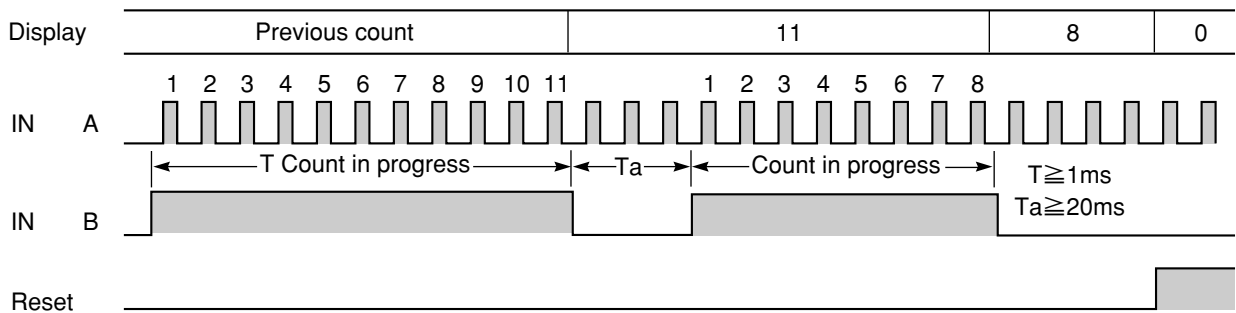 Display Previous count 11 8 0
1 2 3 4 5 6 7 8 9 10 11 1 2 3 4 5 6 7 8
IN A
T Count in progress Ta Count in progress T≧1ms
Ta≧20ms
IN B
Reset